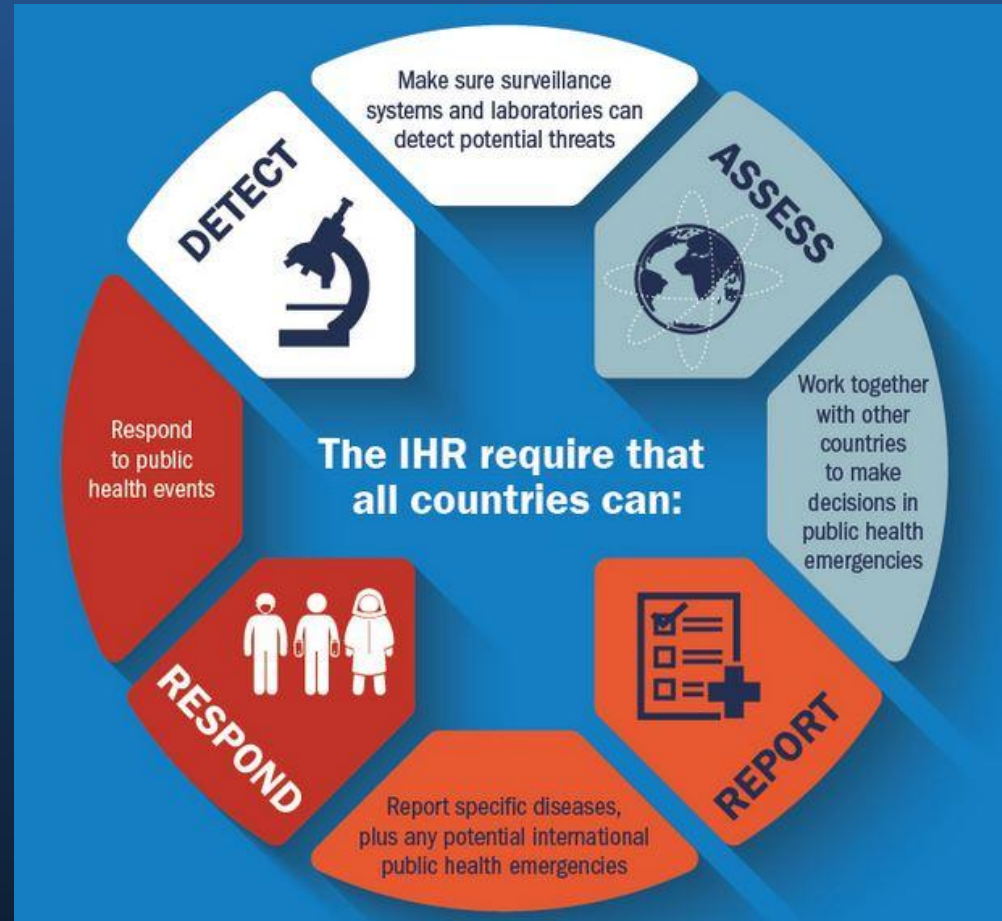 DETECT
Make sure surveillance
systems and laboratories can
detect potential threats
ASSESS
Work together
with other
countries
to make
decisions in
public health
emergencies
The IHR require that
all countries can:
REPORT
Report specific diseases,
plus any potential international
public health emergencies
RESPOND
Respond
to public
health events